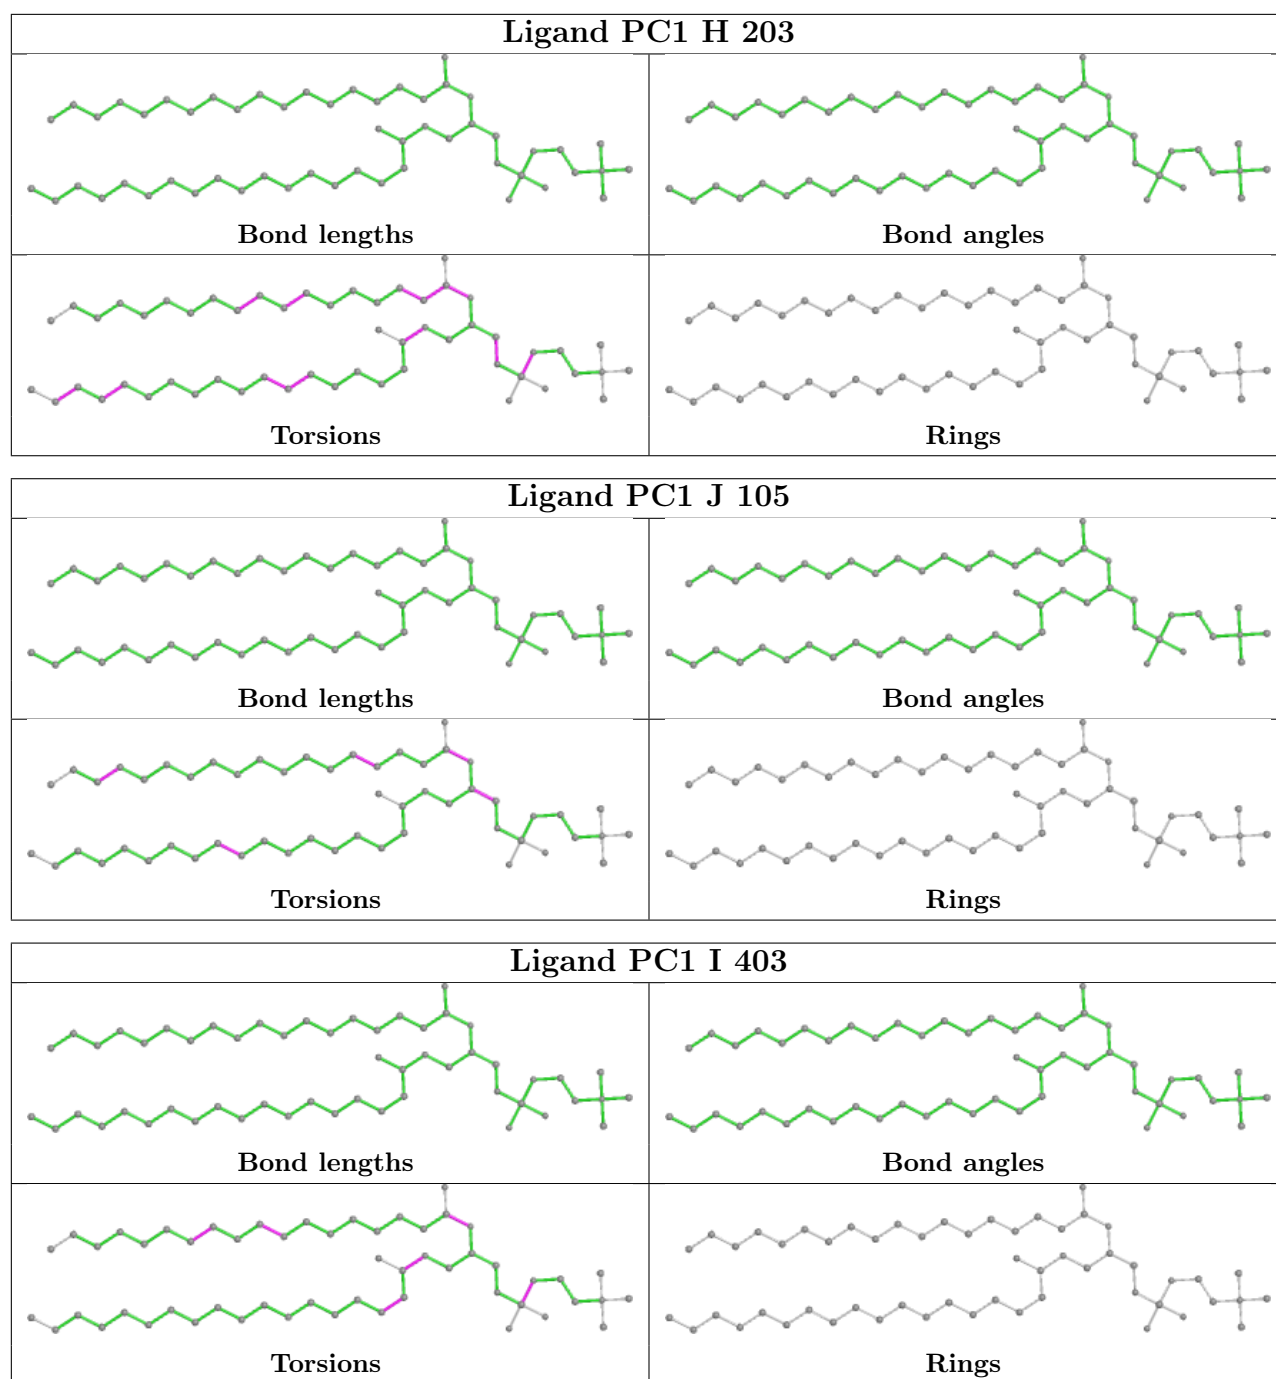 Ligand PC1 H 203
Bond lengths
Bond angles
Torsions
Rings
Ligand PC1 J 105
Bond lengths
Bond angles
Torsions
Rings
Ligand PC1 I 403
Bond lengths
Bond angles
Torsions
Rings